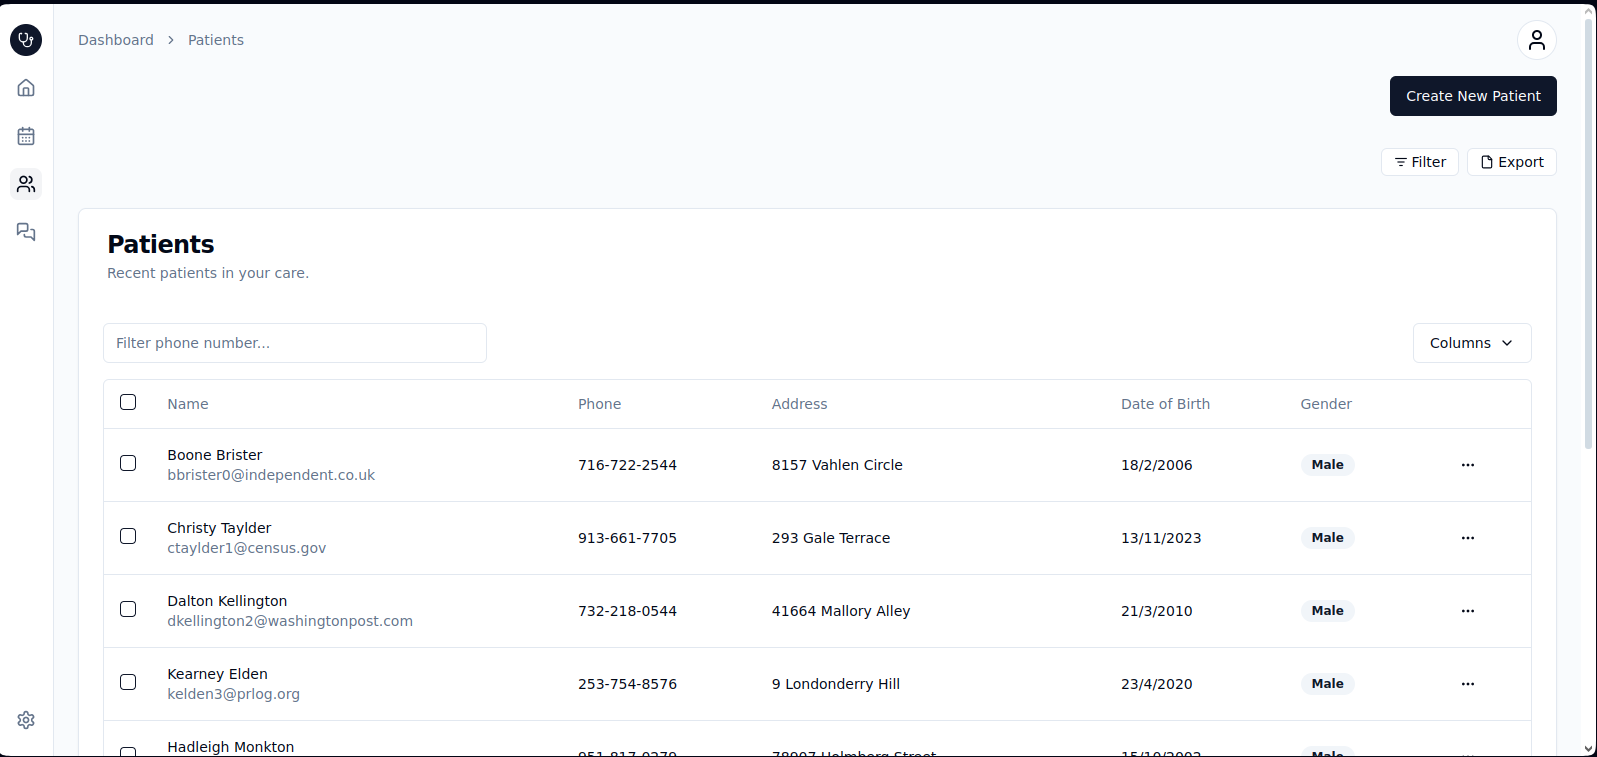 Dashboard > Patients
Create New Patient
Filter Export
Patients
Recent patients in your care.
Filter phone number...
Columns
Name Phone Address Date of Birth Gender
Boone Brister
bbrister0@independent.co.uk
716-722-2544 8157 Vahlen Circle 18/2/2006 Male
Christy Taylder
ctaylder1@census.gov
913-661-7705 293 Gale Terrace 13/11/2023 Male
Dalton Kellington
dkellington2@washingtonpost.com
732-218-0544 41664 Mallory Alley 21/3/2010 Male
Kearney Elden
kelden3@prlog.org
253-754-8576 9 Londonderry Hill 23/4/2020 Male
Hadleigh Monkton
Holmberg Street Male